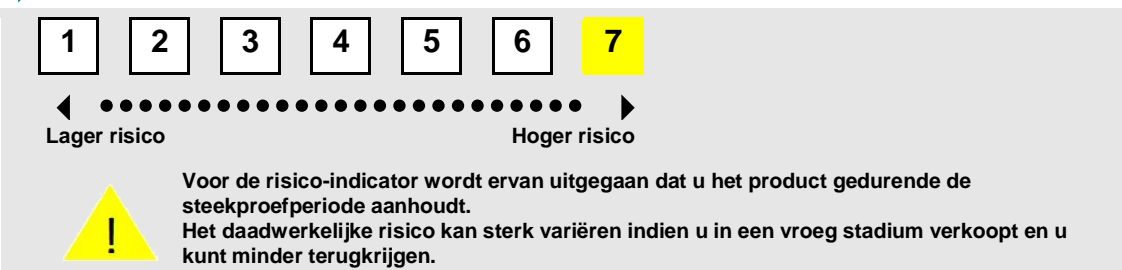 1 2 3 4 5 6 7
Lager risico Hoger risico
!
Voor de risico-indicator wordt ervan uitgegaan dat u het product gedurende de
steekproefperiode aanhoudt.
Het daadwerkelijke risico kan sterk variëren indien u in een vroeg stadium verkoopt en u
kunt minder terugkrijgen.